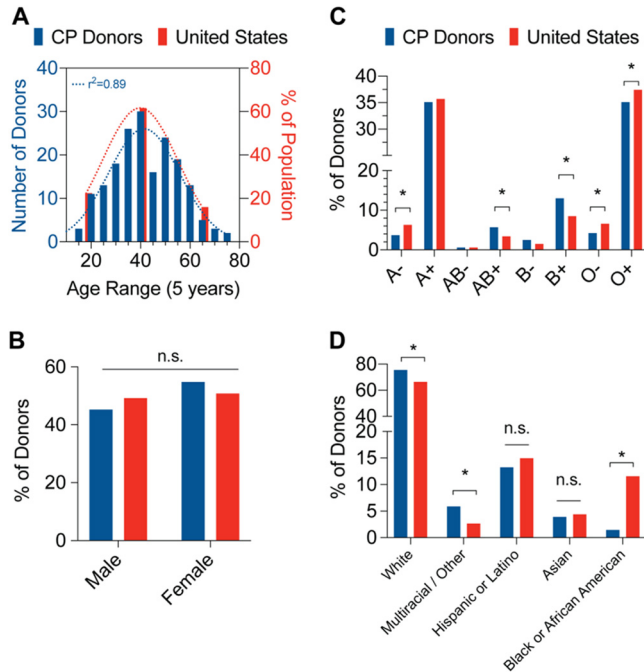 A
CP Donors United States
r²=0.89
Number of Donors
40
30
20
10
0
% of Population
80
60
40
20
0
20 40 60 80
Age Range (5 years)
B
n.s.
% of Donors
60
40
20
0
Male
Female
C
CP Donors United States
% of Donors
35
30
25
10
5
0
* * * * *
A-
A+
AB-
AB+
B-
B+
O-
O+
D
% of Donors
80
60
40
20
15
10
5
0
*
*
n.s.
n.s.
*
White
Multiracial / Other
Hispanic or Latino
Asian
Black or African American